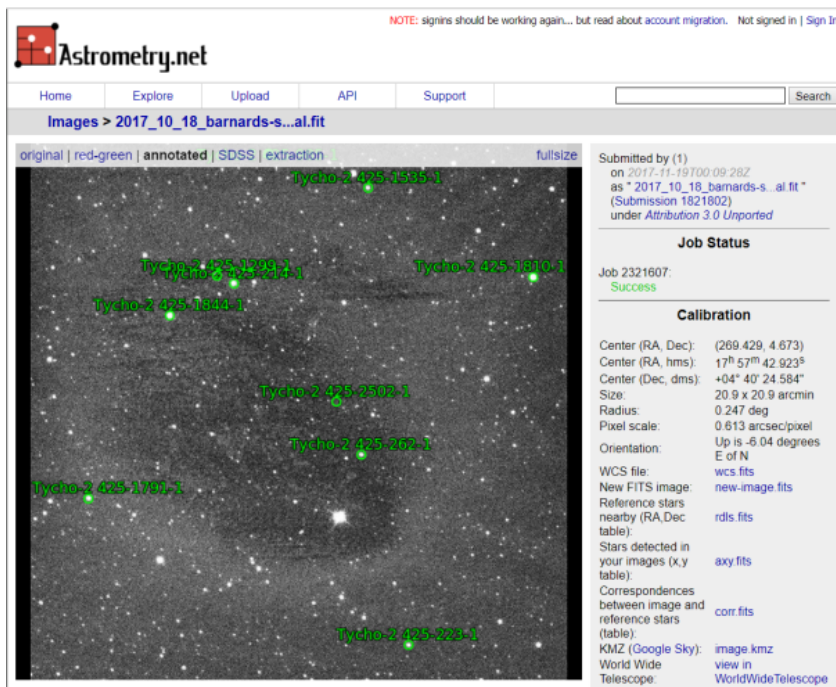 NOTE: signins should be working again... but read about account migration. Not signed in | Sign In
Astrometry.net
Home Explore Upload API Support Search
Images > 2017_10_18_barnards-s...al.fit
original | red-green | annotated | SDSS | extraction fullsize
Tycho-2 425-1535-1
Tycho-2 425-1299-1
Tycho-2 425-214-1
Tycho-2 425-1810-1
Tycho-2 425-1844-1
Tycho-2 425-2502-1
Tycho-2 425-262-1
Tycho-2 425-1791-1
Tycho-2 425-223-1
Submitted by (1)
on 2017-11-19T00:09:28Z
as " 2017_10_18_barnards-s...al.fit "
(Submission 1821802)
under Attribution 3.0 Unported
Job Status
Job 2321607:
Success
Calibration
Center (RA, Dec): (269.429, 4.673)
Center (RA, hms): 17h 57m 42.923s
Center (Dec, dms): +04° 40' 24.584"
Size: 20.9 x 20.9 arcmin
Radius: 0.247 deg
Pixel scale: 0.613 arcsec/pixel
Orientation: Up is -6.04 degrees
E of N
WCS file: wcs.fits
New FITS image: new-image.fits
Reference stars
nearby (RA,Dec rdls.fits
table):
Stars detected in
your images (x,y axy.fits
table):
Correspondences
between image and corr.fits
reference stars
(table):
KMZ (Google Sky): image.kmz
World Wide view in
Telescope: WorldWideTelescope